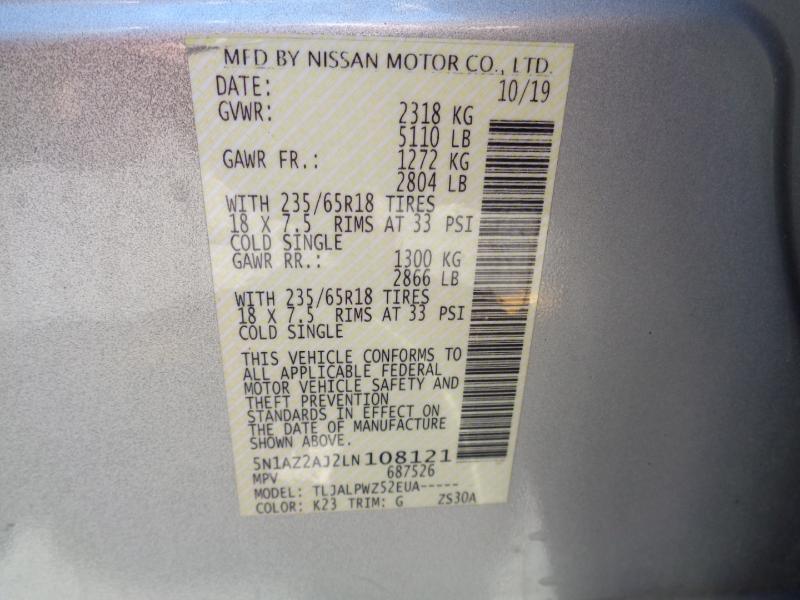 MFD BY NISSAN MOTOR CO., LTD.
DATE: 10/19
GVWR: 2318 KG
5110 LB
GAWR FR.: 1272 KG
2804 LB
WITH 235/65R18 TIRES
18 X 7.5 RIMS AT 33 PSI
COLD SINGLE
GAWR RR.: 1300 KG
2866 LB
WITH 235/65R18 TIRES
18 X 7.5 RIMS AT 33 PSI
COLD SINGLE
THIS VEHICLE CONFORMS TO
ALL APPLICABLE FEDERAL
MOTOR VEHICLE SAFETY AND
THEFT PREVENTION
STANDARDS IN EFFECT ON
THE DATE OF MANUFACTURE
SHOWN ABOVE.
5N1AZ2AJ2LN108121
MPV 687526
MODEL: TLJALPWZ52EUA-----
COLOR: K23 TRIM: G ZS30A